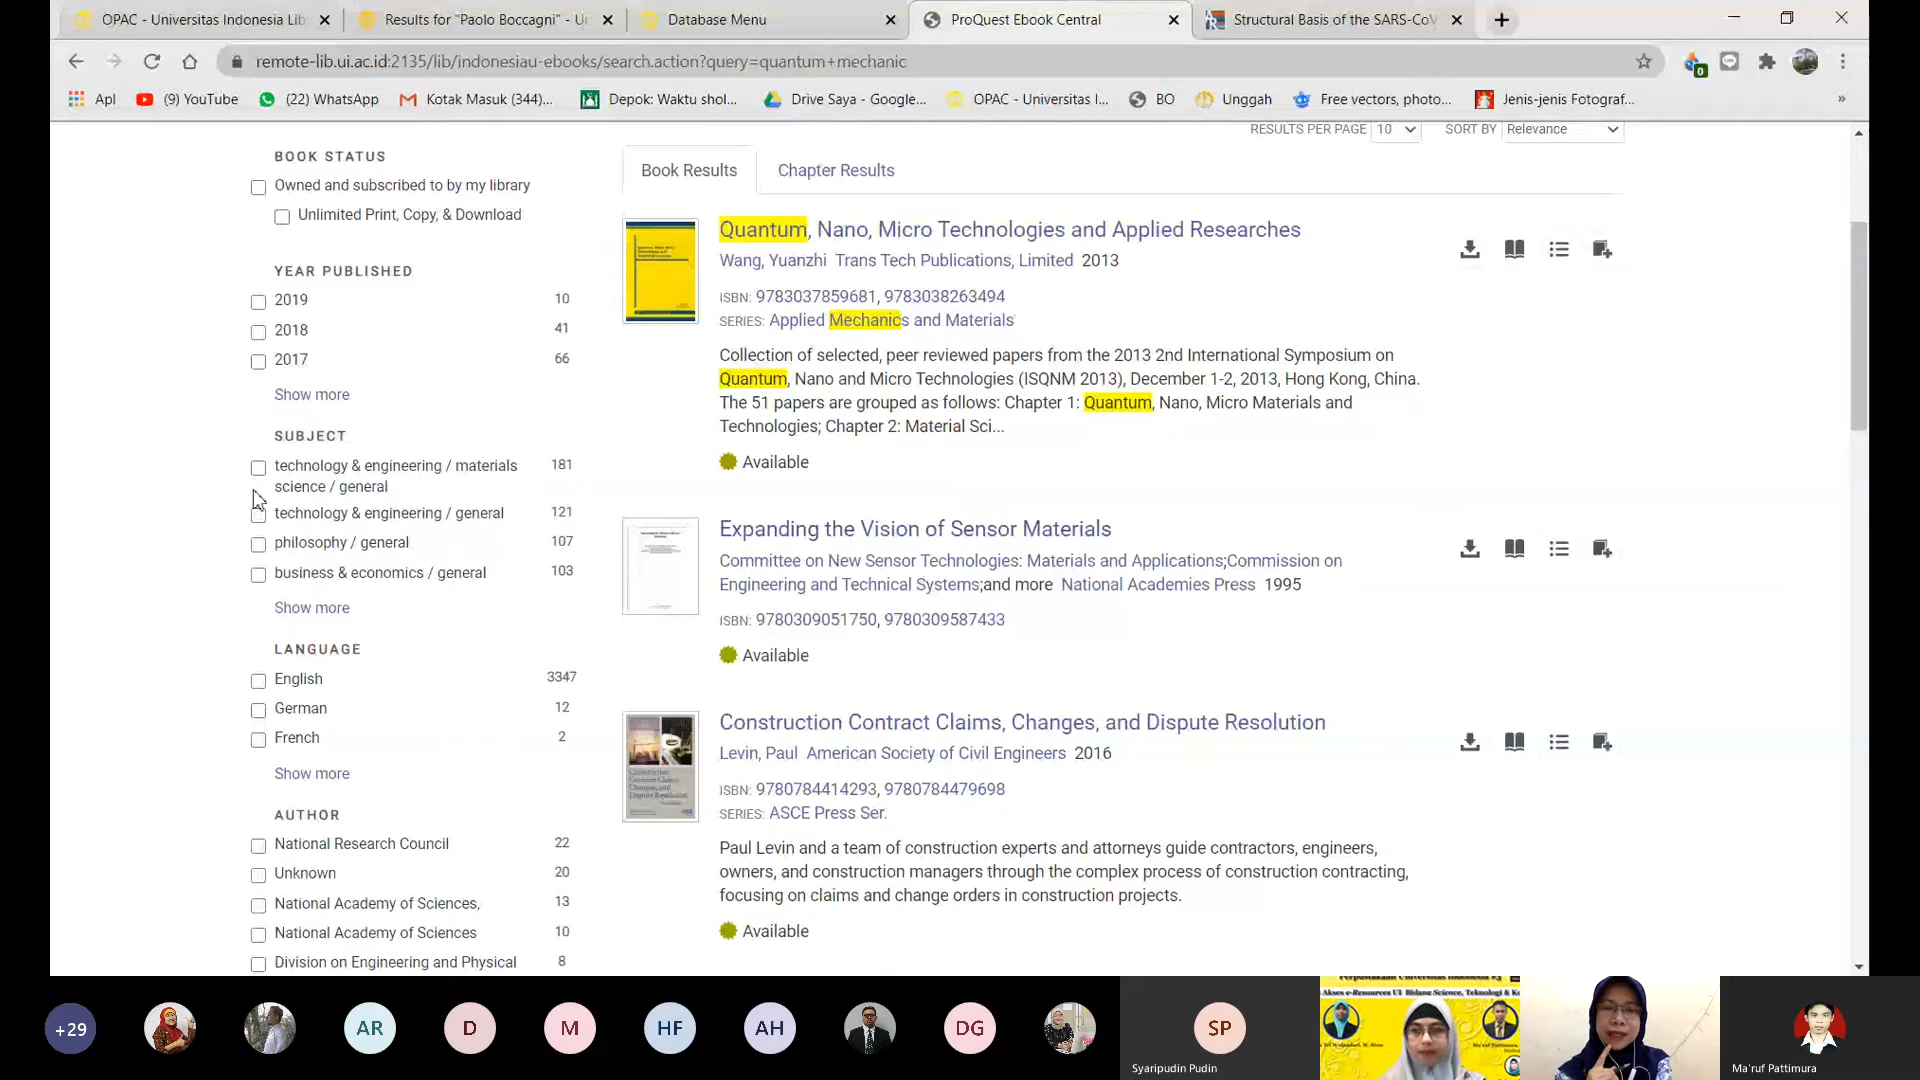 OPAC - Universitas Indonesia Lib
Results for "Paolo Boccagni" - U
Database Menu
ProQuest Ebook Central
Structural Basis of the SARS-CoV
remote-lib.ui.ac.id:2135/lib/indonesiau-ebooks/search.action?query=quantum+mechanic
0
Apl
(9) YouTube
(22) WhatsApp
Kotak Masuk (344)...
Depok: Waktu shol...
Drive Saya - Google...
OPAC - Universitas I...
BO
Unggah
Free vectors, photo...
Jenis-jenis Fotograf...
»
RESULTS PER PAGE 10
SORT BY Relevance
BOOK STATUS
Owned and subscribed to by my library
Unlimited Print, Copy, & Download
YEAR PUBLISHED
2019 10
2018 41
2017 66
Show more
SUBJECT
technology & engineering / materials 181
science / general
technology & engineering / general 121
philosophy / general 107
business & economics / general 103
Show more
LANGUAGE
English 3347
German 12
French 2
Show more
AUTHOR
National Research Council 22
Unknown 20
National Academy of Sciences, 13
National Academy of Sciences 10
Division on Engineering and Physical 8
Book Results
Chapter Results
Quantum, Nano, Micro Technologies and Applied Researches
Wang, Yuanzhi Trans Tech Publications, Limited 2013
ISBN: 9783037859681, 9783038263494
SERIES: Applied Mechanics and Materials
Collection of selected, peer reviewed papers from the 2013 2nd International Symposium on
Quantum, Nano and Micro Technologies (ISQNM 2013), December 1-2, 2013, Hong Kong, China.
The 51 papers are grouped as follows: Chapter 1: Quantum, Nano, Micro Materials and
Technologies; Chapter 2: Material Sci...
Available
Expanding the Vision of Sensor Materials
Committee on New Sensor Technologies: Materials and Applications;Commission on
Engineering and Technical Systems;and more National Academies Press 1995
ISBN: 9780309051750, 9780309587433
Available
Construction Contract Claims, Changes, and Dispute Resolution
Levin, Paul American Society of Civil Engineers 2016
ISBN: 9780784414293, 9780784479698
SERIES: ASCE Press Ser.
Paul Levin and a team of construction experts and attorneys guide contractors, engineers,
owners, and construction managers through the complex process of construction contracting,
focusing on claims and change orders in construction projects.
Available
+29
AR
D
M
HF
AH
DG
SP
Syaripudin Pudin
Perpustakaan Universitas Indonesia
Akses e-Resources UI Bidang Science, Teknologi & K
Ma'ruf Pattimura